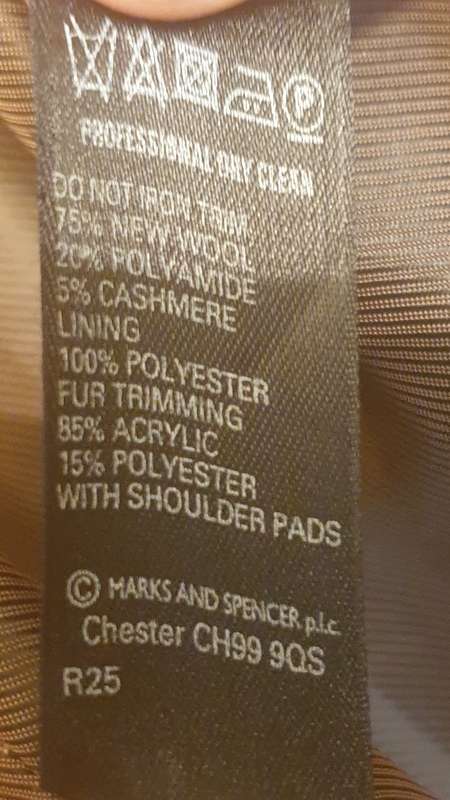 P
PROFESSIONAL DRY CLEAN
DO NOT IRON TRIM
75% NEW WOOL
20% POLYAMIDE
5% CASHMERE
LINING
100% POLYESTER
FUR TRIMMING
85% ACRYLIC
15% POLYESTER
WITH SHOULDER PADS
© MARKS AND SPENCER p.l.c.
Chester CH99 9QS
R25